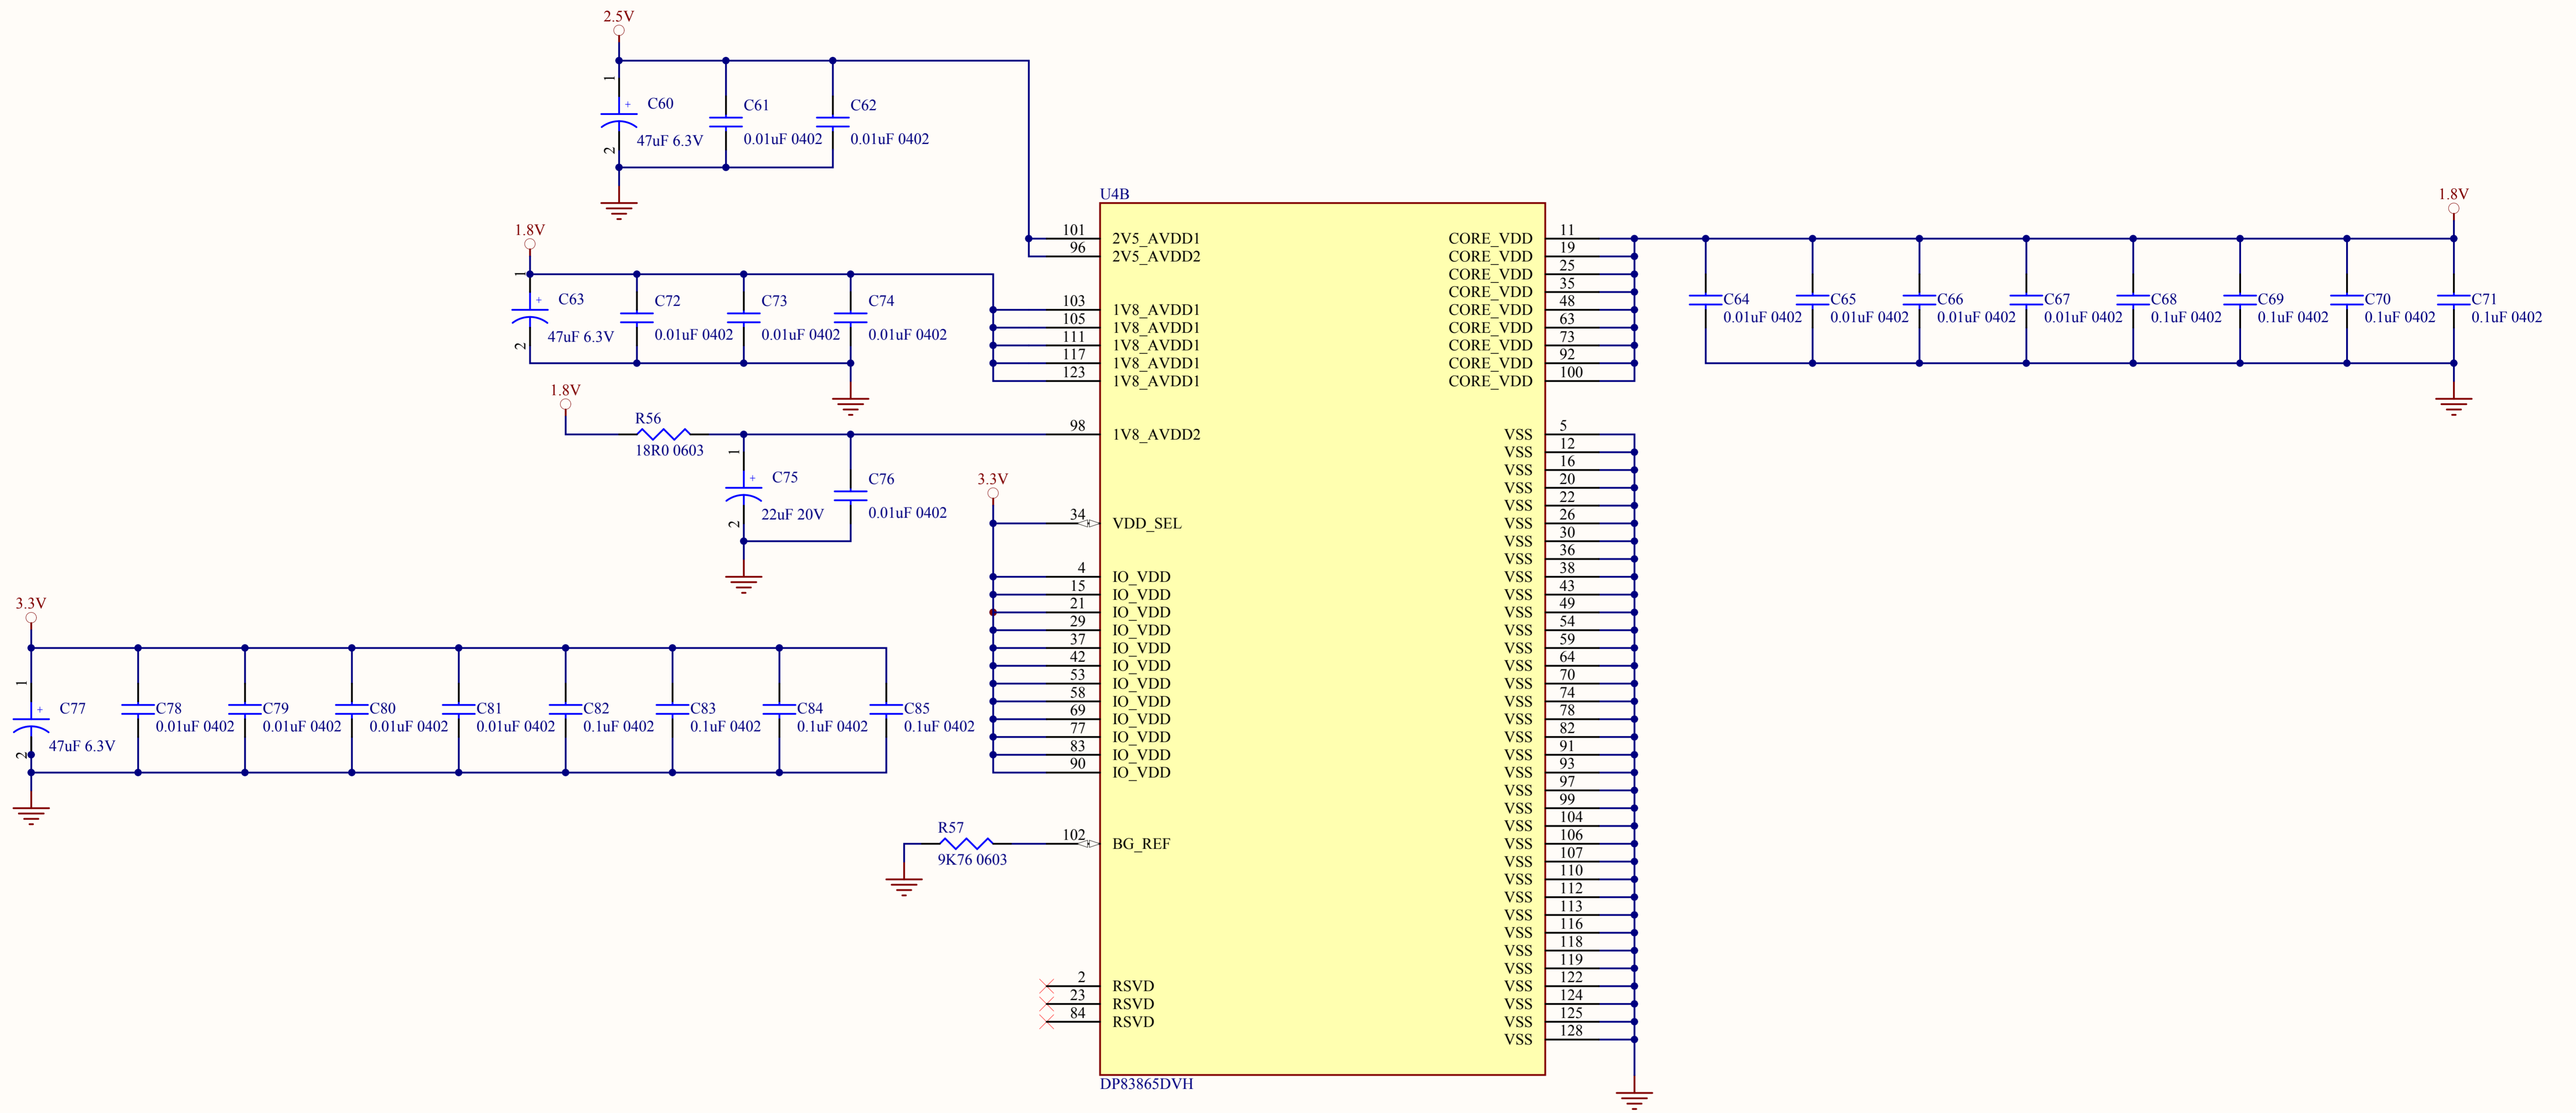 2.5V
1
C60
47uF 6.3V
2
C61
0.01uF 0402
C62
0.01uF 0402
1.8V
1
C63
47uF 6.3V
2
C72
0.01uF 0402
C73
0.01uF 0402
C74
0.01uF 0402
1.8V
R56
18R0 0603
1
C75
22uF 20V
2
C76
0.01uF 0402
3.3V
3.3V
1
C77
47uF 6.3V
2
C78
0.01uF 0402
C79
0.01uF 0402
C80
0.01uF 0402
C81
0.01uF 0402
C82
0.1uF 0402
C83
0.1uF 0402
C84
0.1uF 0402
C85
0.1uF 0402
R57
9K76 0603
U4B
101 2V5_AVDD1
96 2V5_AVDD2
103 1V8_AVDD1
105 1V8_AVDD1
111 1V8_AVDD1
117 1V8_AVDD1
123 1V8_AVDD1
98 1V8_AVDD2
34 VDD_SEL
4 IO_VDD
15 IO_VDD
21 IO_VDD
29 IO_VDD
37 IO_VDD
42 IO_VDD
53 IO_VDD
58 IO_VDD
69 IO_VDD
77 IO_VDD
83 IO_VDD
90 IO_VDD
102 BG_REF
2 RSVD
23 RSVD
84 RSVD
CORE_VDD 11
CORE_VDD 19
CORE_VDD 25
CORE_VDD 35
CORE_VDD 48
CORE_VDD 63
CORE_VDD 73
CORE_VDD 92
CORE_VDD 100
VSS 5
VSS 12
VSS 16
VSS 20
VSS 22
VSS 26
VSS 30
VSS 36
VSS 38
VSS 43
VSS 49
VSS 54
VSS 59
VSS 64
VSS 70
VSS 74
VSS 78
VSS 82
VSS 91
VSS 93
VSS 97
VSS 99
VSS 104
VSS 106
VSS 107
VSS 110
VSS 112
VSS 113
VSS 116
VSS 118
VSS 119
VSS 122
VSS 124
VSS 125
VSS 128
DP83865DVH
1.8V
C64
0.01uF 0402
C65
0.01uF 0402
C66
0.01uF 0402
C67
0.01uF 0402
C68
0.1uF 0402
C69
0.1uF 0402
C70
0.1uF 0402
C71
0.1uF 0402